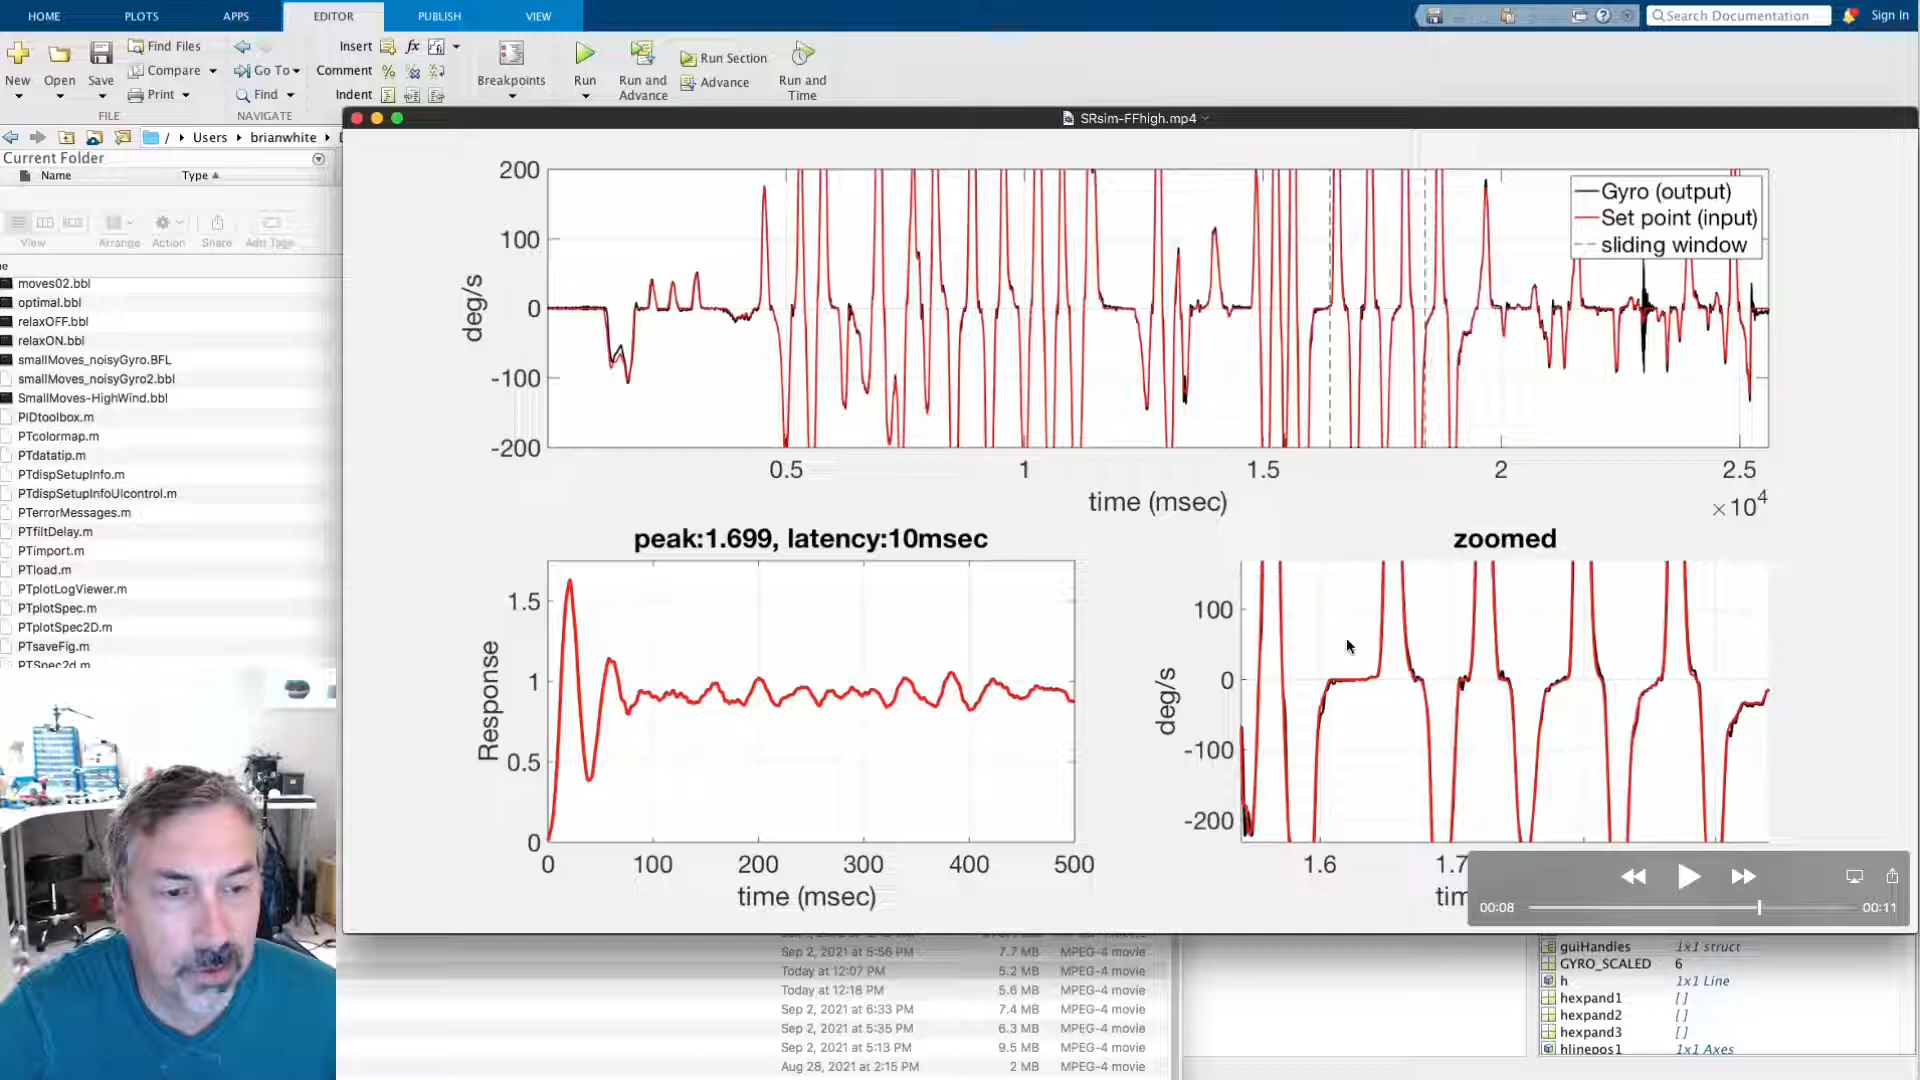 HOME PLOTS APPS EDITOR PUBLISH VIEW
Search Documentation
Sign In
New
Open
Save
Find Files
Compare
Print
FILE
Go To
Find
NAVIGATE
Insert
Comment
Indent
fx
Breakpoints
Run
Run and Advance
Run Section
Advance
Run and Time
/ Users brianwhite
Current Folder
Name Type
Arrange Action Share Add Tags
moves02.bbl
optimal.bbl
relaxOFF.bbl
relaxON.bbl
smallMoves_noisyGyro.BFL
smallMoves_noisyGyro2.bbl
SmallMoves-HighWind.bbl
PIDtoolbox.m
PTcolormap.m
PTdatatip.m
PTdispSetupInfo.m
PTdispSetupInfoUIcontrol.m
PTerrorMessages.m
PTfiltDelay.m
PTimport.m
PTload.m
PTplotLogViewer.m
PTplotSpec.m
PTplotSpec2D.m
PTsaveFig.m
PTSpec2d.m
SRsim-FFhigh.mp4
200
100
0
-100
-200
deg/s
0.5 1 1.5 2 2.5
×10⁴
time (msec)
Gyro (output)
Set point (input)
sliding window
peak:1.699, latency:10msec
1.5
1
0.5
0
Response
0 100 200 300 400 500
time (msec)
zoomed
100
0
-100
-200
deg/s
1.6 1.7
tim
00:08 00:11
Sep 2, 2021 at 5:56 PM 7.7 MB MPEG-4 movie
Today at 12:07 PM 5.2 MB MPEG-4 movie
Today at 12:18 PM 5.6 MB MPEG-4 movie
Sep 2, 2021 at 6:33 PM 7.4 MB MPEG-4 movie
Sep 2, 2021 at 5:35 PM 6.3 MB MPEG-4 movie
Sep 2, 2021 at 5:13 PM 9.5 MB MPEG-4 movie
Aug 28, 2021 at 2:15 PM 2 MB MPEG-4 movie
guiHandles 1x1 struct
GYRO_SCALED 6
h 1x1 Line
hexpand1 []
hexpand2 []
hexpand3 []
hlinepos1 1x1 Axes